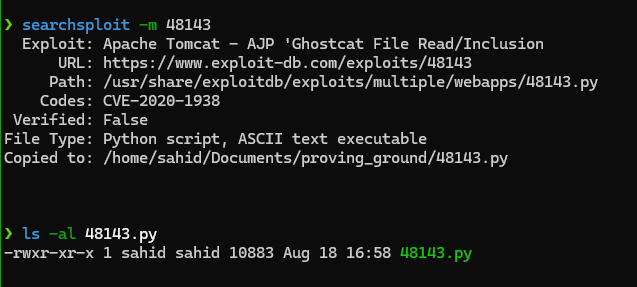 ❯ searchsploit -m 48143
Exploit: Apache Tomcat - AJP 'Ghostcat File Read/Inclusion
URL: https://www.exploit-db.com/exploits/48143
Path: /usr/share/exploitdb/exploits/multiple/webapps/48143.py
Codes: CVE-2020-1938
Verified: False
File Type: Python script, ASCII text executable
Copied to: /home/sahid/Documents/proving_ground/48143.py
❯ ls -al 48143.py
-rwxr-xr-x 1 sahid sahid 10883 Aug 18 16:58 48143.py